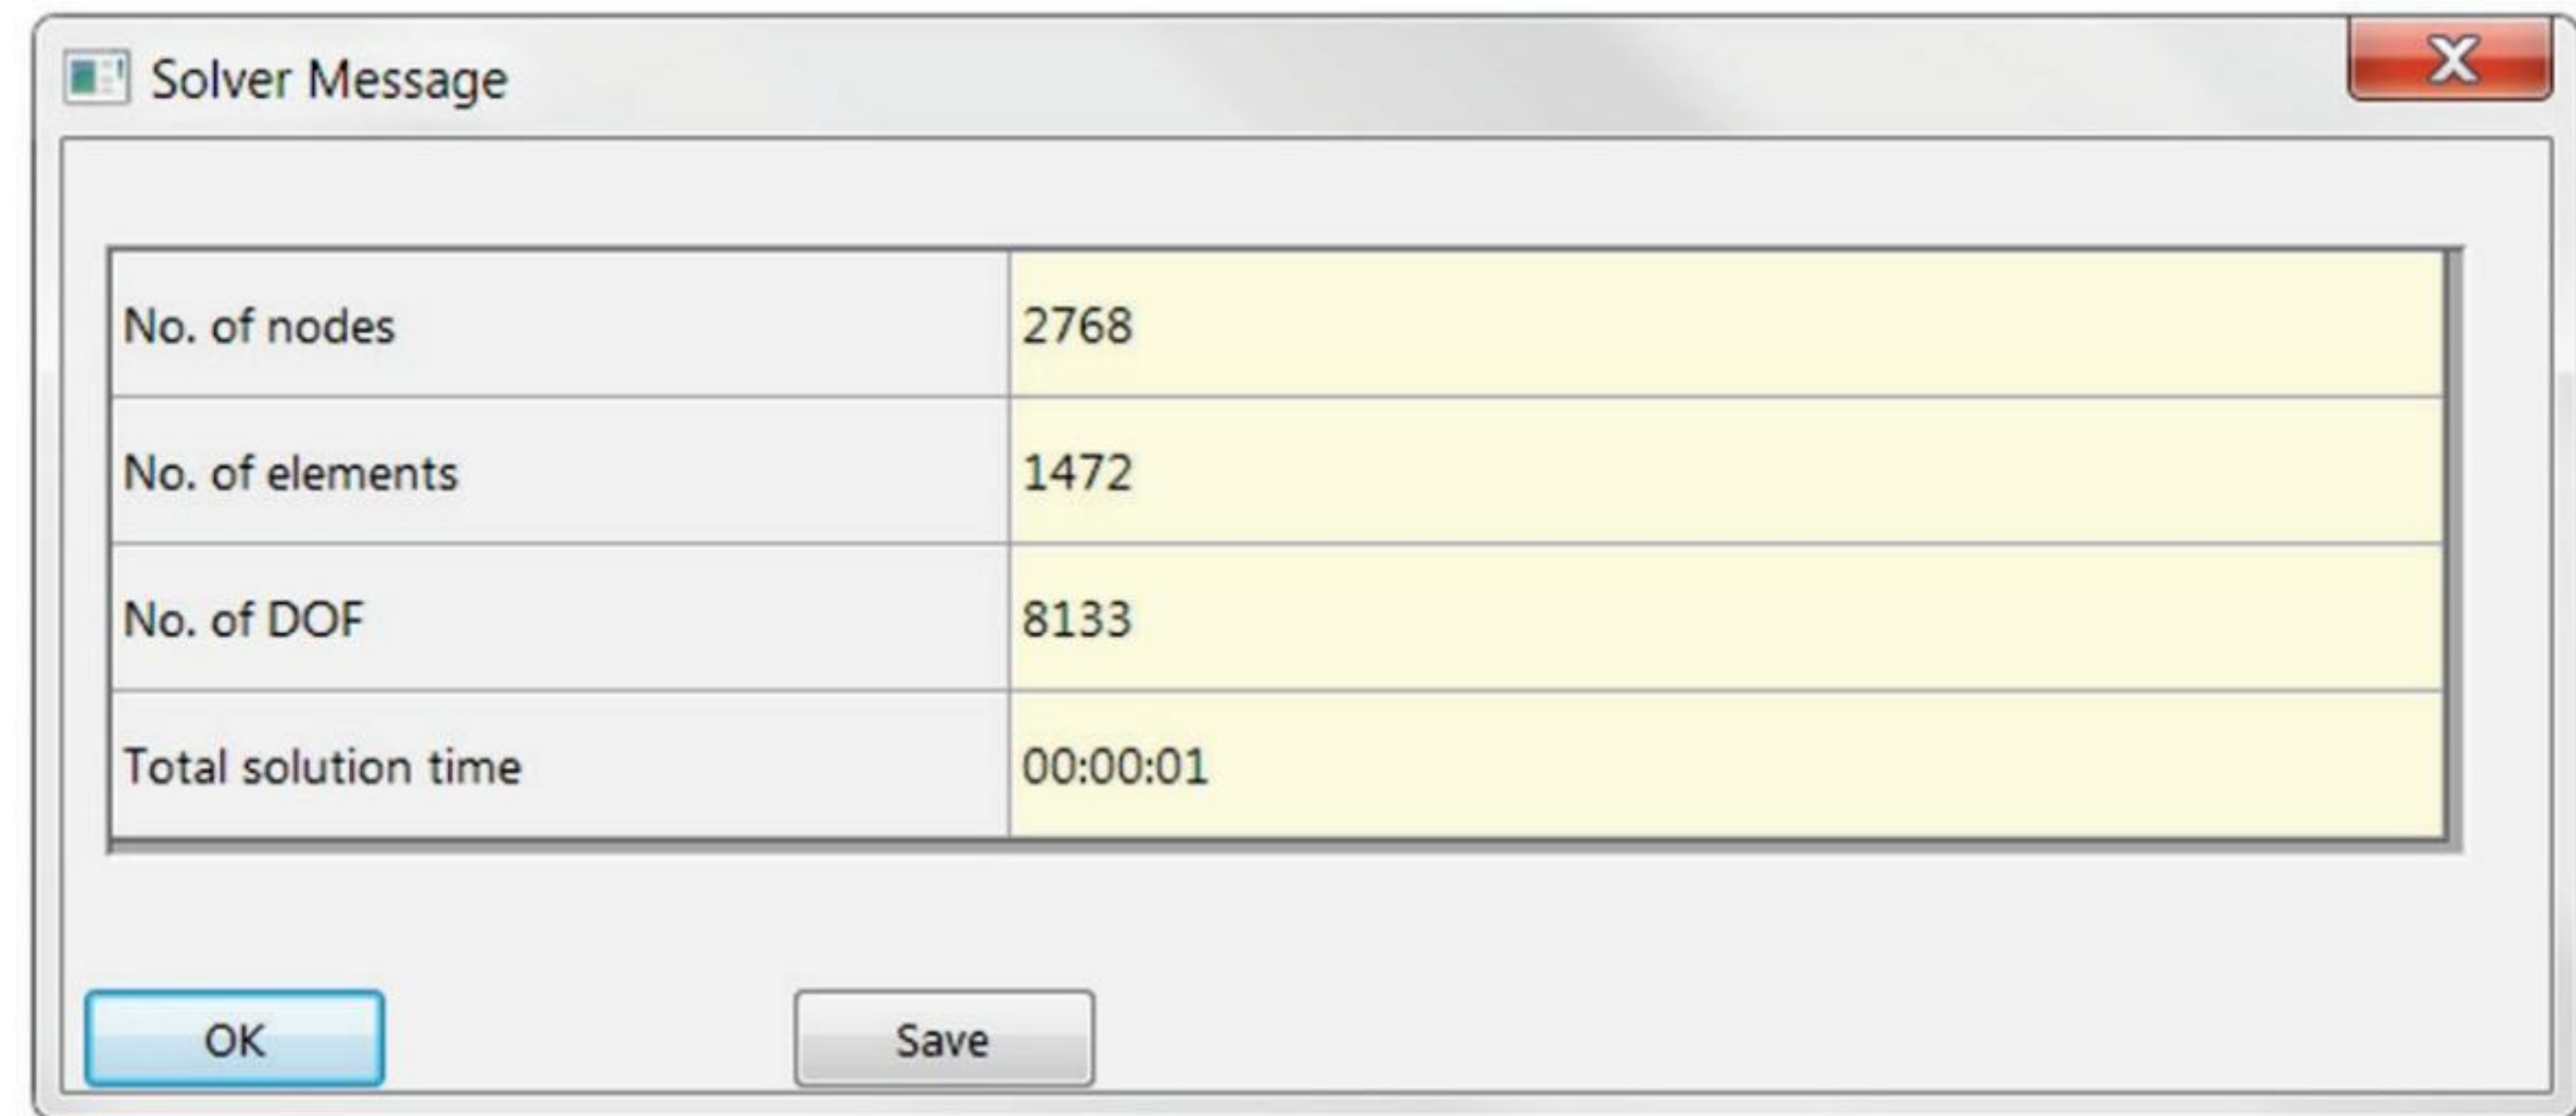 Solver Message
No. of nodes 2768
No. of elements 1472
No. of DOF 8133
Total solution time 00:00:01
OK Save